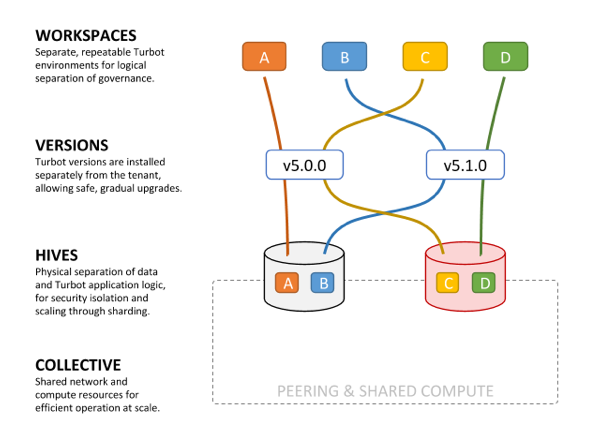 WORKSPACES
Separate, repeatable Turbot
environments for logical
separation of governance.
A B C D
VERSIONS
Turbot versions are installed
separately from the tenant,
allowing safe, gradual upgrades.
v5.0.0 v5.1.0
HIVES
Physical separation of data
and Turbot application logic,
for security isolation and
scaling through sharding.
A B C D
COLLECTIVE
Shared network and
compute resources for
efficient operation at scale.
PEERING & SHARED COMPUTE